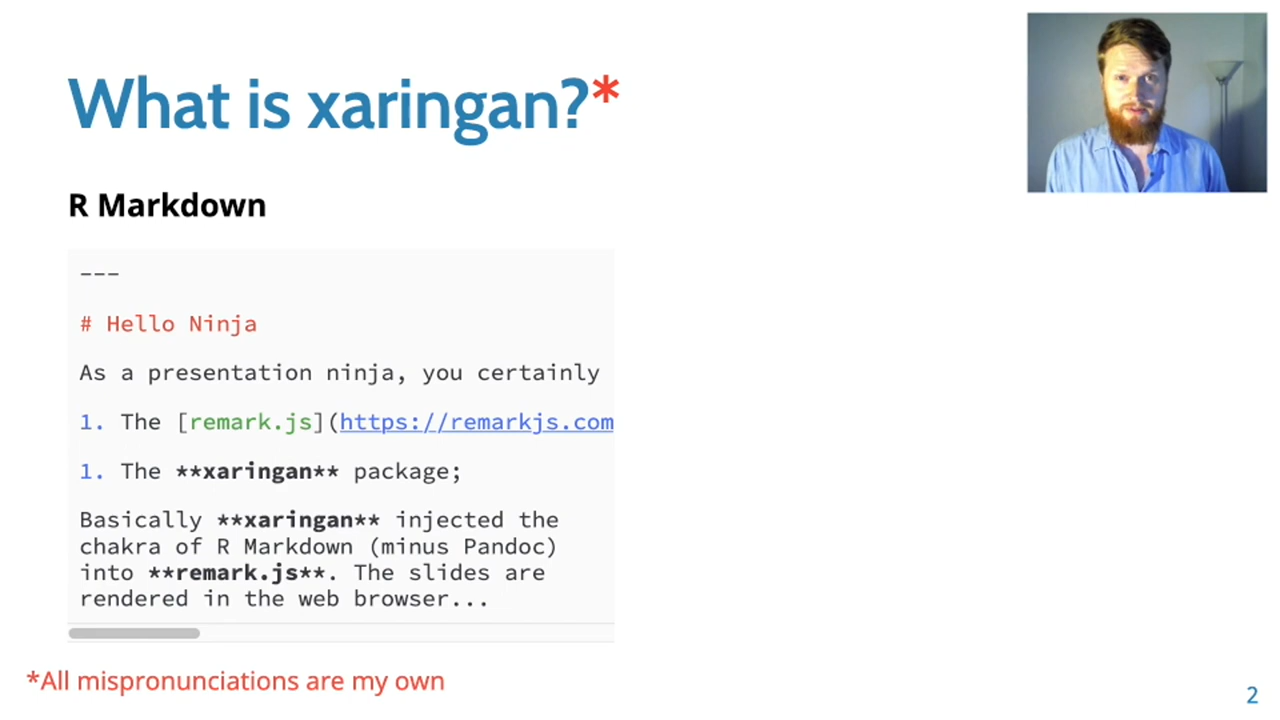 What is xaringan?*
R Markdown
---
# Hello Ninja
As a presentation ninja, you certainly
1. The [remark.js](https://remarkjs.com
1. The **xaringan** package;
Basically **xaringan** injected the
chakra of R Markdown (minus Pandoc)
into **remark.js**. The slides are
rendered in the web browser...
*All mispronunciations are my own
2